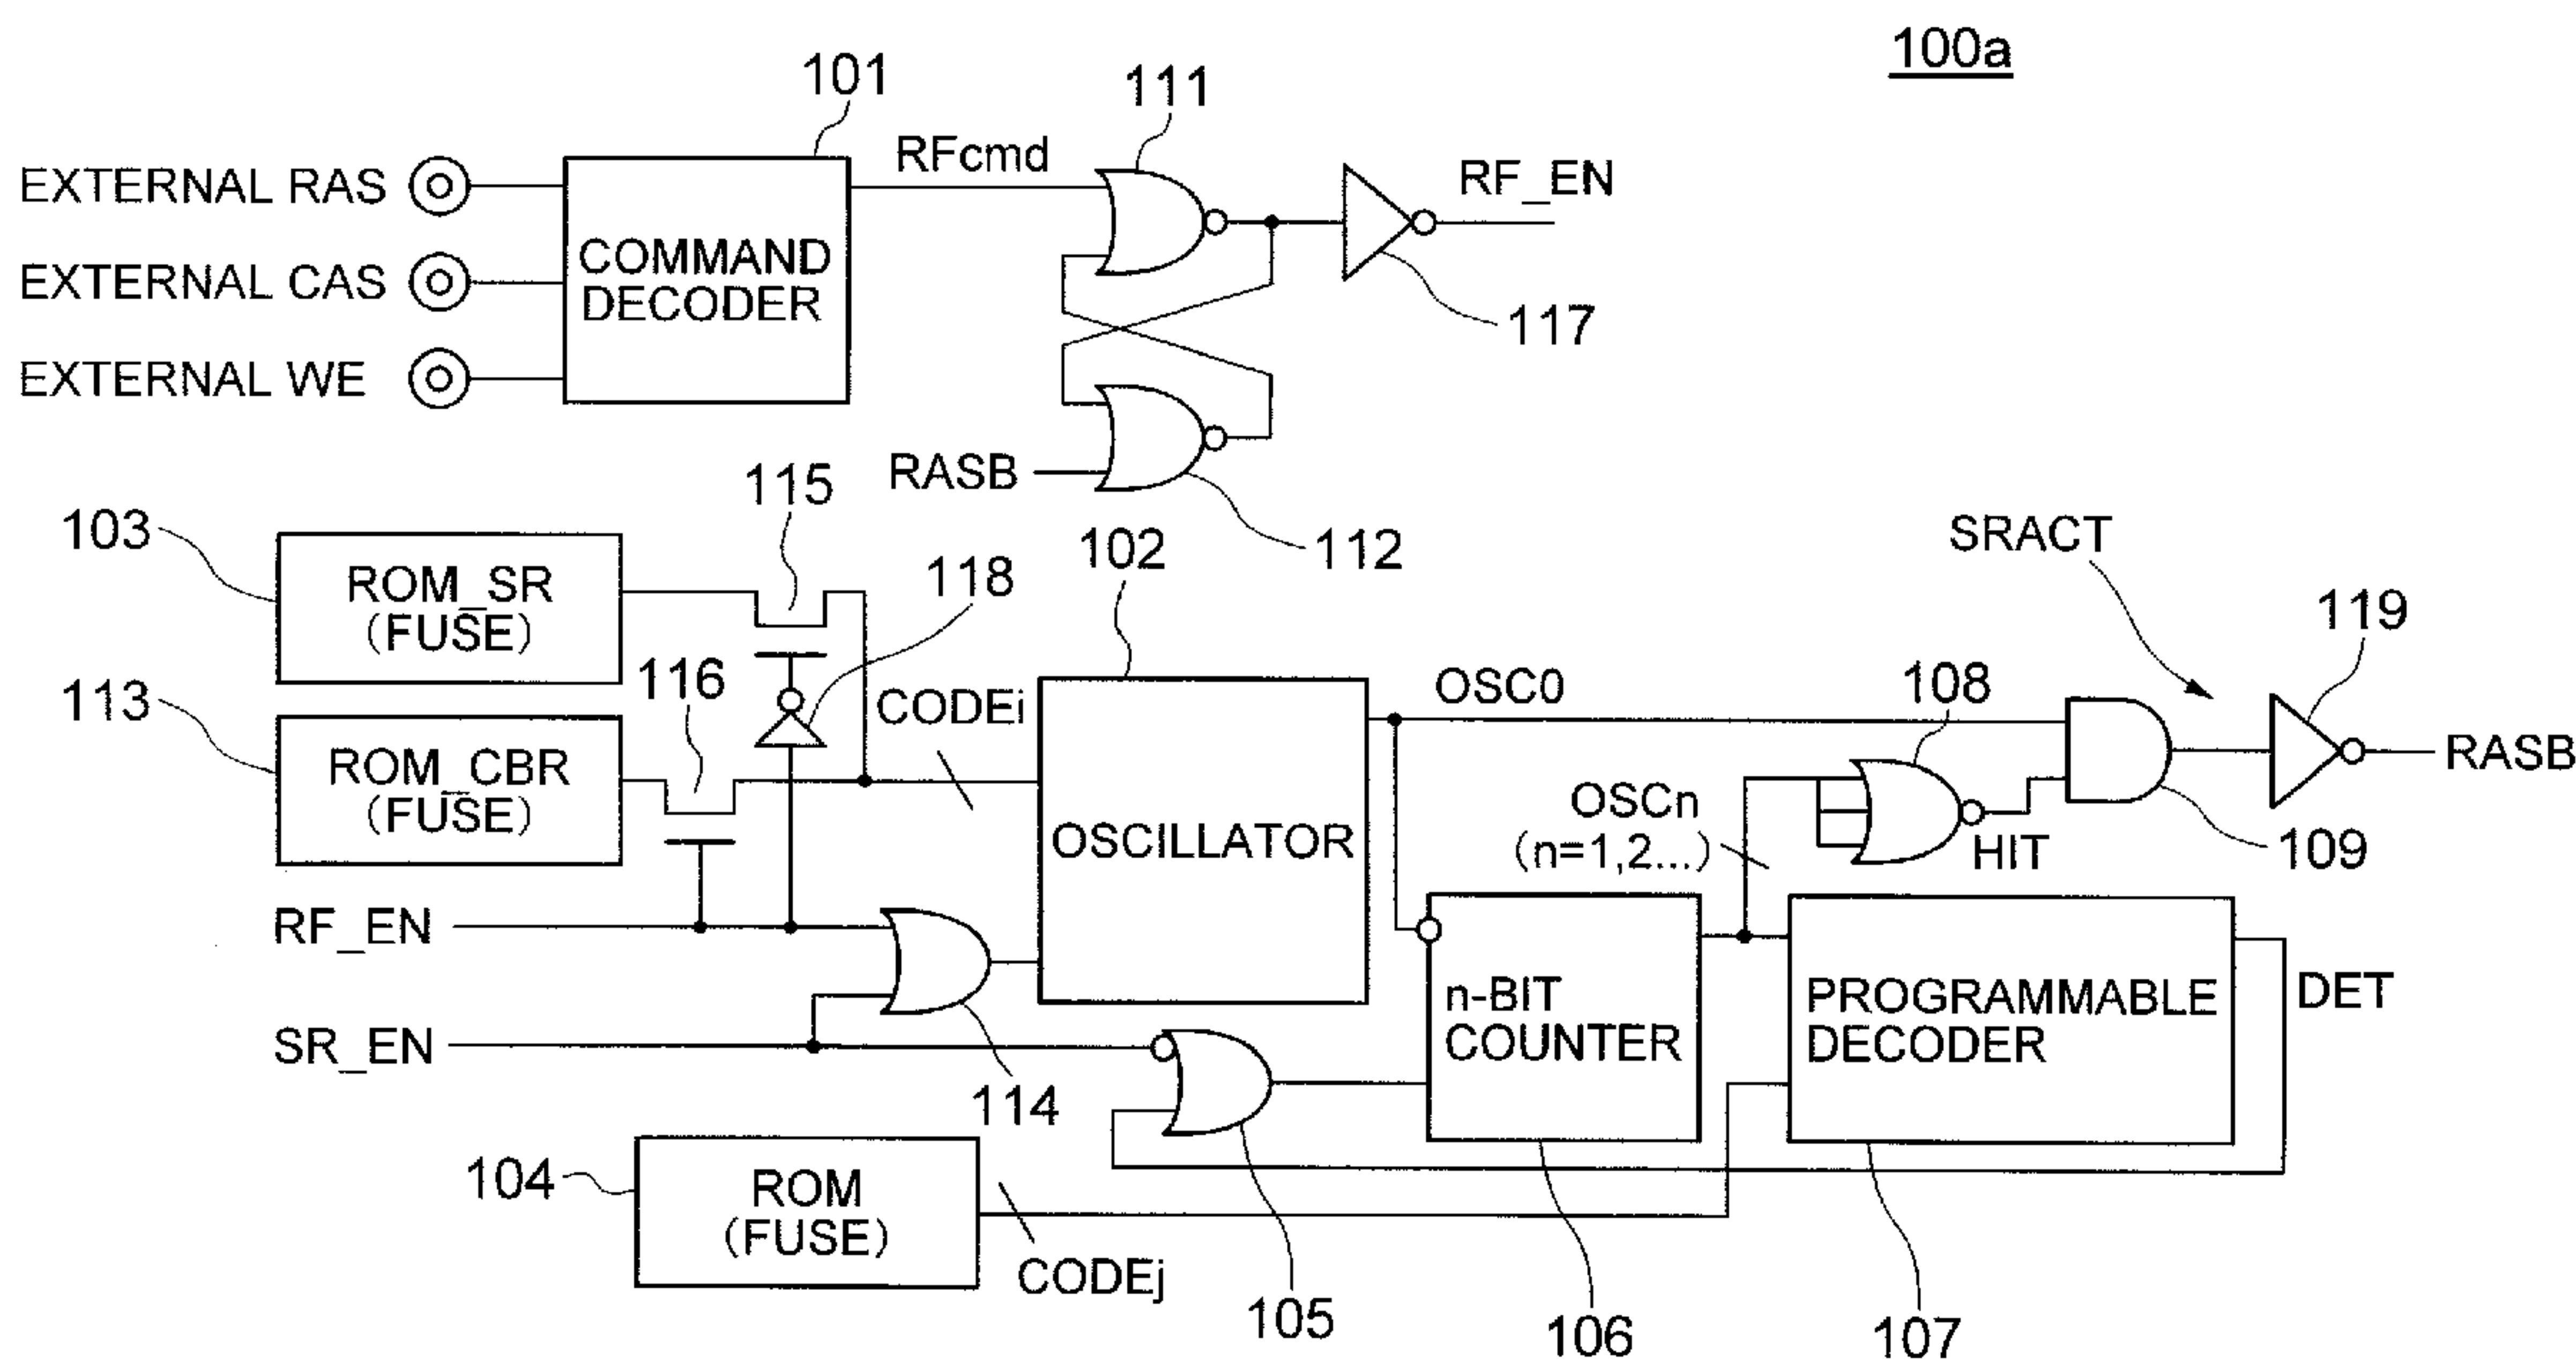 100a
101
111
EXTERNAL RAS
RFcmd
RF_EN
COMMAND
DECODER
EXTERNAL CAS
117
EXTERNAL WE
RASB
112
115
103
ROM_SR
(FUSE)
118
102
SRACT
119
113
116
ROM_CBR
(FUSE)
CODEi
OSC0
108
RASB
OSCILLATOR
OSCn
(n=1,2...)
HIT
109
RF_EN
n-BIT
COUNTER
PROGRAMMABLE
DECODER
DET
SR_EN
114
104
ROM
(FUSE)
CODEj
105
106
107